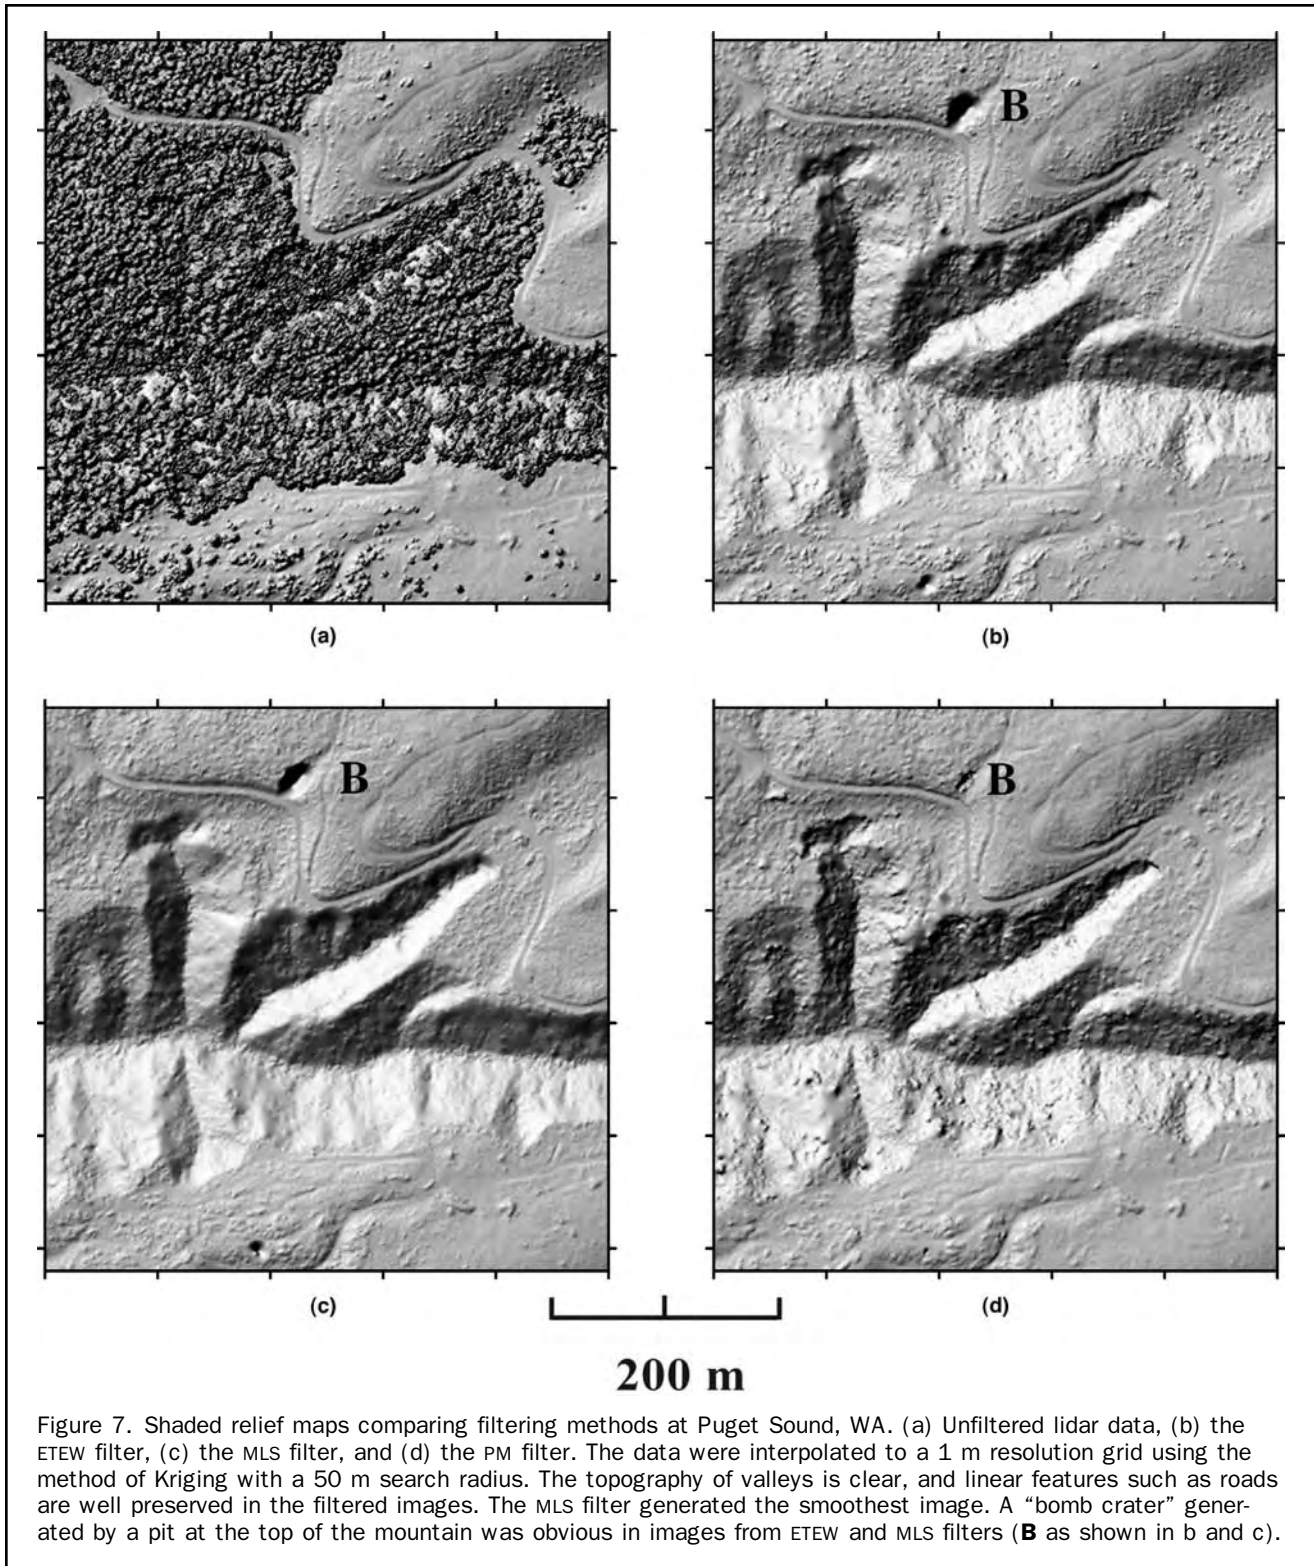 B
(a)
(b)
B
B
(c)
(d)
200 m
Figure 7. Shaded relief maps comparing filtering methods at Puget Sound, WA. (a) Unfiltered lidar data, (b) the
ETEW filter, (c) the MLS filter, and (d) the PM filter. The data were interpolated to a 1 m resolution grid using the
method of Kriging with a 50 m search radius. The topography of valleys is clear, and linear features such as roads
are well preserved in the filtered images. The MLS filter generated the smoothest image. A “bomb crater” gener-
ated by a pit at the top of the mountain was obvious in images from ETEW and MLS filters (B as shown in b and c).